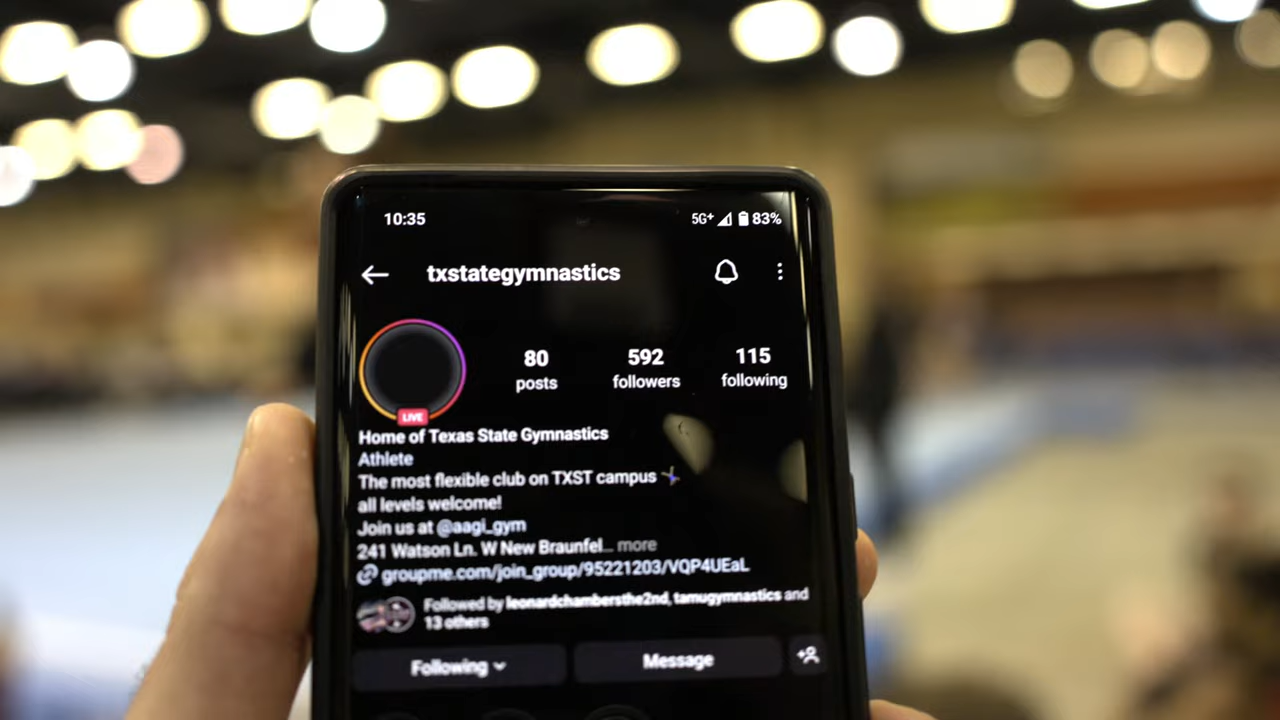 10:35 5G+ 83%
txstategymnastics
80 592 115
posts followers following
LIVE
Home of Texas State Gymnastics
Athlete
The most flexible club on TXST campus
all levels welcome!
Join us at @aagi_gym
241 Watson Ln. W New Braunfel... more
groupme.com/join_group/95221203/VQP4UEaL
Followed by leonardchambersthe2nd, tamugymnastics and
13 others
Following Message